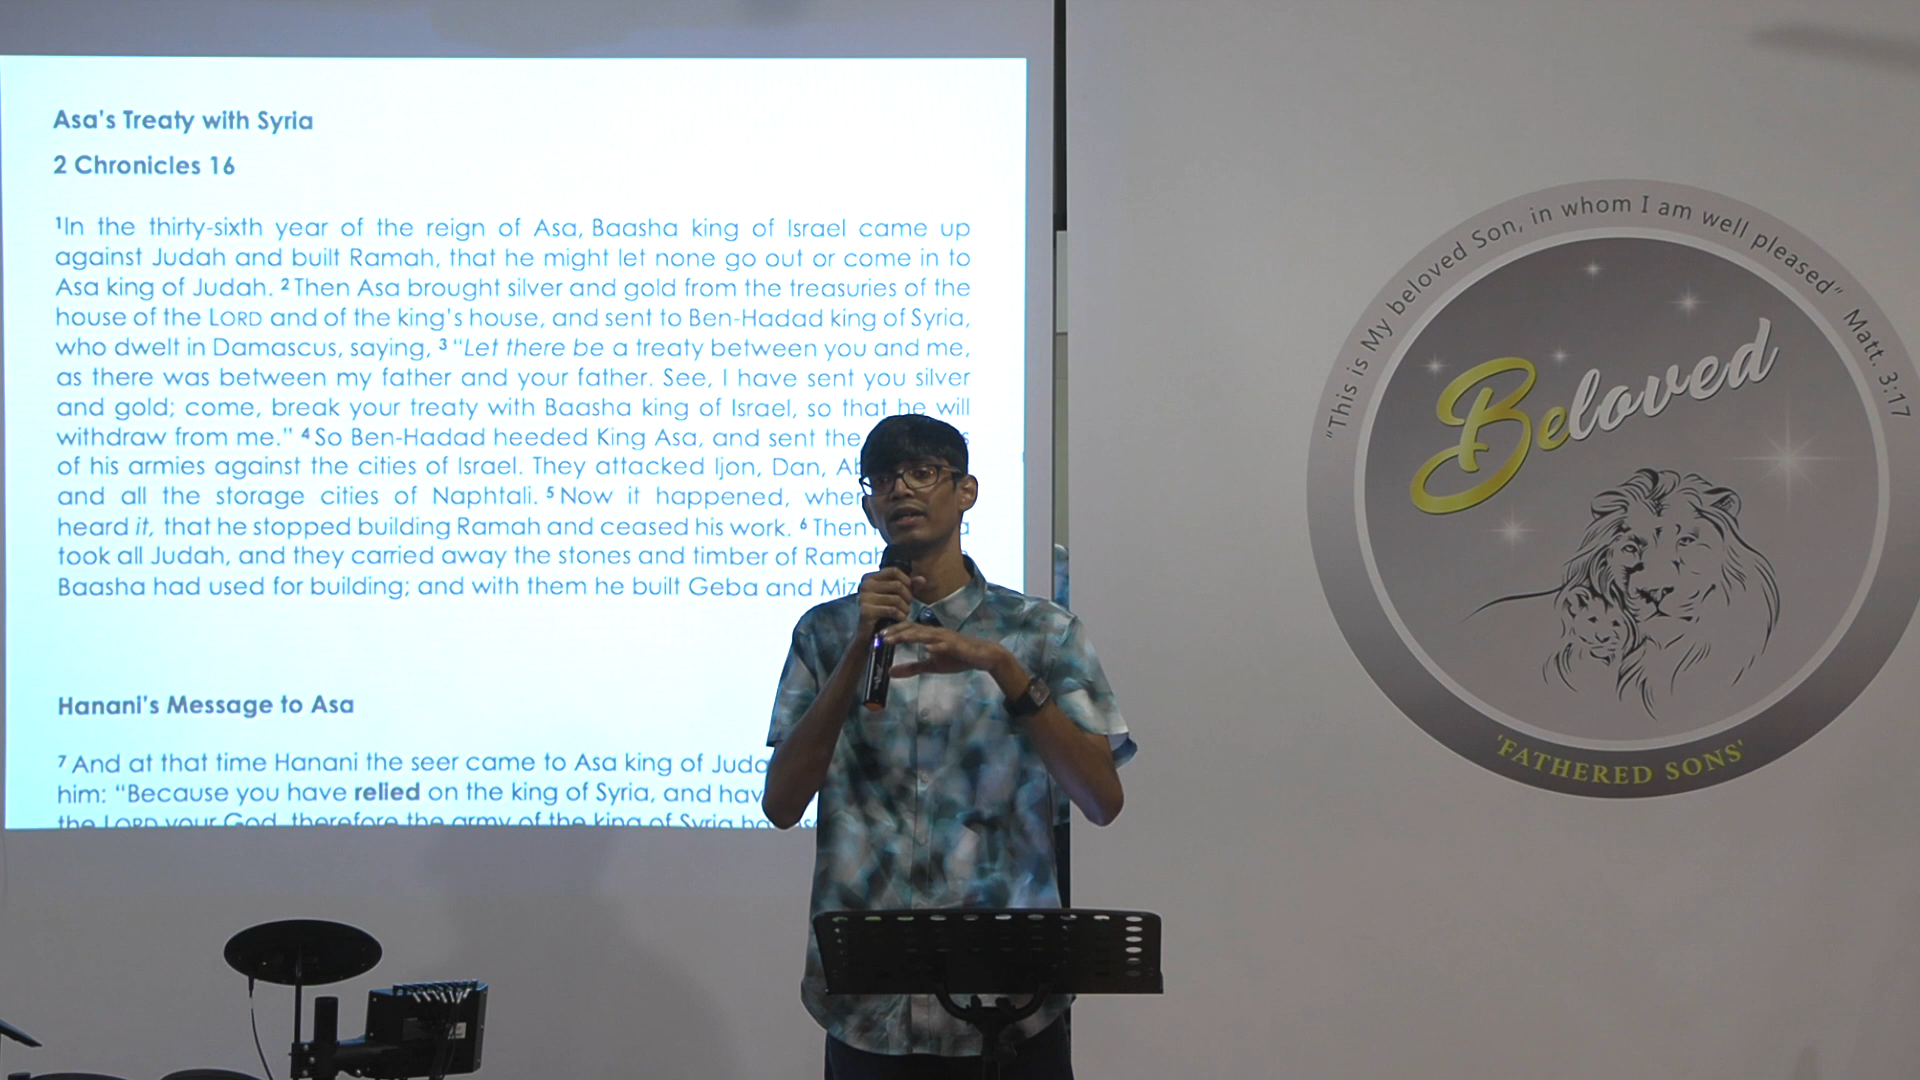 Asa's Treaty with Syria
2 Chronicles 16
1In the thirty-sixth year of the reign of Asa, Baasha king of Israel came up
against Judah and built Ramah, that he might let none go out or come in to
Asa king of Judah. 2 Then Asa brought silver and gold from the treasuries of the
house of the LORD and of the king's house, and sent to Ben-Hadad king of Syria,
who dwelt in Damascus, saying, 3 "Let there be a treaty between you and me,
as there was between my father and your father. See, I have sent you silver
and gold; come, break your treaty with Baasha king of Israel, so that he will
withdraw from me." 4 So Ben-Hadad heeded King Asa, and sent the
of his armies against the cities of Israel. They attacked Ijon, Dan,
and all the storage cities of Naphtali. 5 Now it happened,
heard it, that he stopped building Ramah and ceased his work. 6 Then
took all Judah, and they carried away the stones and timber of Ramah
Baasha had used for building; and with them he built Geba and
Hanani's Message to Asa
7 And at that time Hanani the seer came to Asa king of
him: "Because you have relied on the king of Syria, and
the LORD your God, therefore the army of the king of Syria
"This is My beloved Son, in whom I am well pleased" Matt. 3:17
Beloved
'FATHERED SONS'